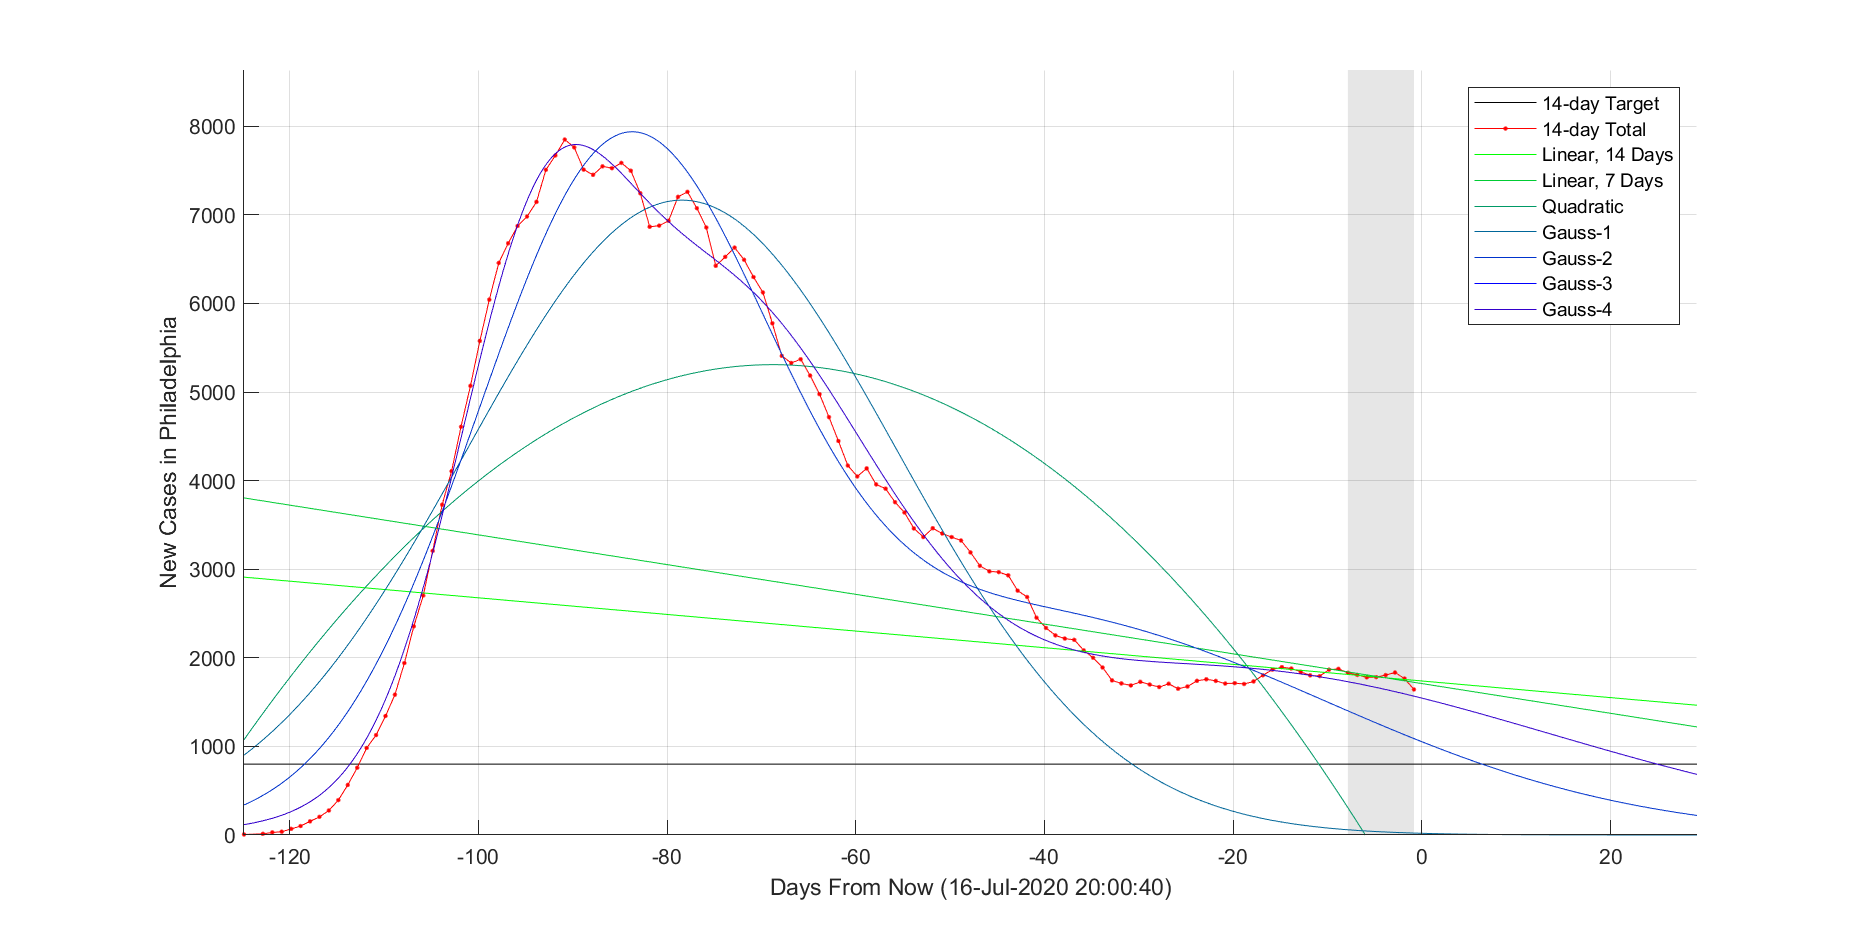 8000
7000
6000
5000
4000
3000
2000
1000
0
New Cases in Philadelphia
-120 -100 -80 -60 -40 -20 0 20
Days From Now (16-Jul-2020 20:00:40)
14-day Target
14-day Total
Linear, 14 Days
Linear, 7 Days
Quadratic
Gauss-1
Gauss-2
Gauss-3
Gauss-4